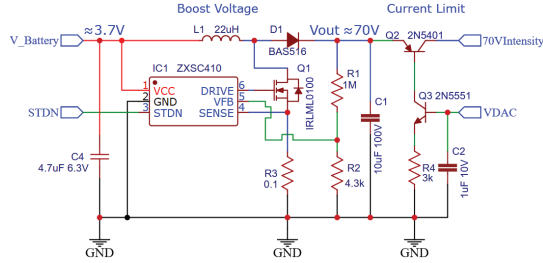 Boost Voltage
Current Limit
≈3.7V
L1 22uH
D1
Vout ≈70V
Q2 2N5401
V_Battery
BAS516
70VIntensity
IC1 ZXSC410
Q1
R1
1M
1 VCC
DRIVE 6
2 GND
VFB 5
3 STDN
SENSE 4
IRLML0100
Q3 2N5551
STDN
VDAC
C1
10uF 100V
C4
4.7uF 6.3V
R3
0.1
R2
4.3k
R4
3k
C2
1uF 10V
GND
GND
GND